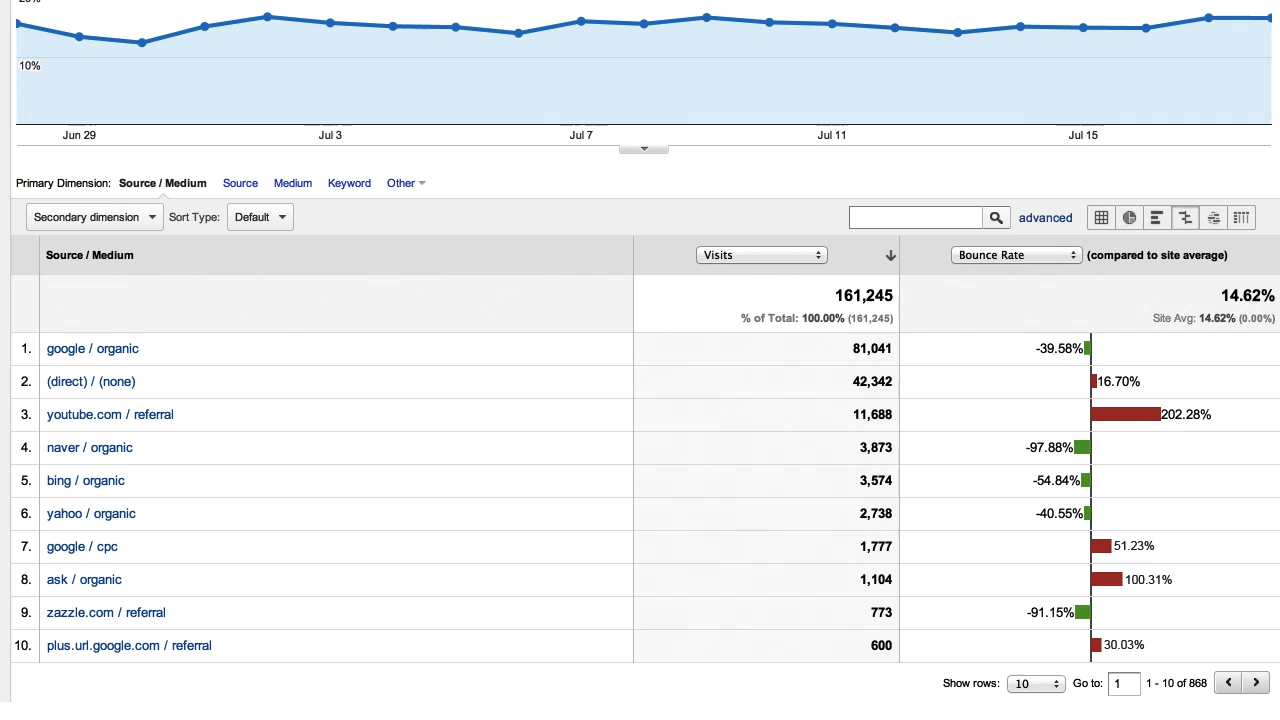 20%
10%
Jun 29 Jul 3 Jul 7 Jul 11 Jul 15
Primary Dimension: Source / Medium Source Medium Keyword Other
Secondary dimension Sort Type: Default advanced
Source / Medium Visits Bounce Rate (compared to site average)
161,245 14.62%
% of Total: 100.00% (161,245) Site Avg: 14.62% (0.00%)
1. google / organic 81,041 -39.58%
2. (direct) / (none) 42,342 16.70%
3. youtube.com / referral 11,688 202.28%
4. naver / organic 3,873 -97.88%
5. bing / organic 3,574 -54.84%
6. yahoo / organic 2,738 -40.55%
7. google / cpc 1,777 51.23%
8. ask / organic 1,104 100.31%
9. zazzle.com / referral 773 -91.15%
10. plus.url.google.com / referral 600 30.03%
Show rows: 10 Go to: 1 1 - 10 of 868